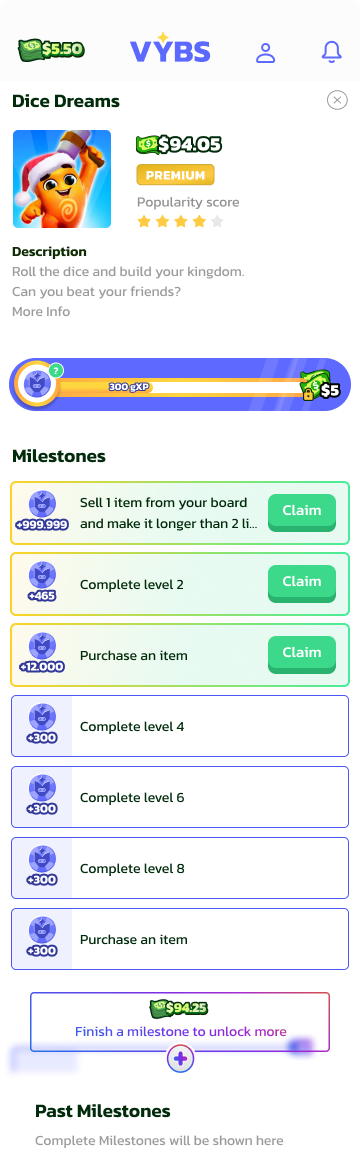 $5.50
VYBS
Dice Dreams
$94.05
PREMIUM
Popularity score
Description
Roll the dice and build your kingdom.
Can you beat your friends?
More Info
?
300 gXP
$5
Milestones
Sell 1 item from your board
and make it longer than 2 li...
+999.999
Claim
+465
Complete level 2
Claim
+12.000
Purchase an item
Claim
+300
Complete level 4
+300
Complete level 6
+300
Complete level 8
+300
Purchase an item
$94.25
Finish a milestone to unlock more
Past Milestones
Complete Milestones will be shown here